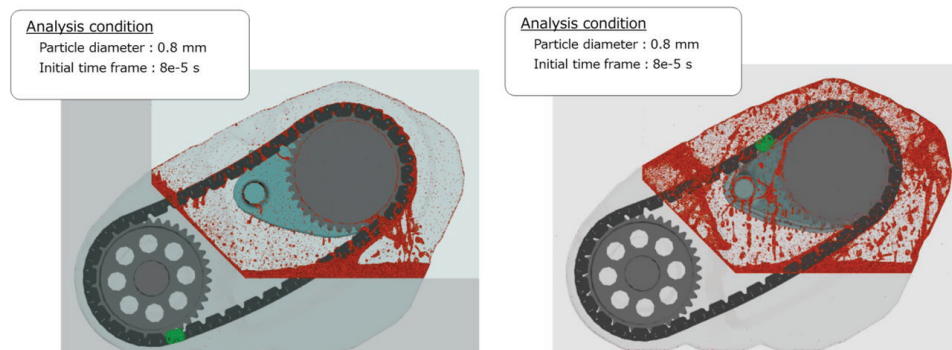 Analysis condition
Particle diameter : 0.8 mm
Initial time frame : 8e-5 s
Analysis condition
Particle diameter : 0.8 mm
Initial time frame : 8e-5 s